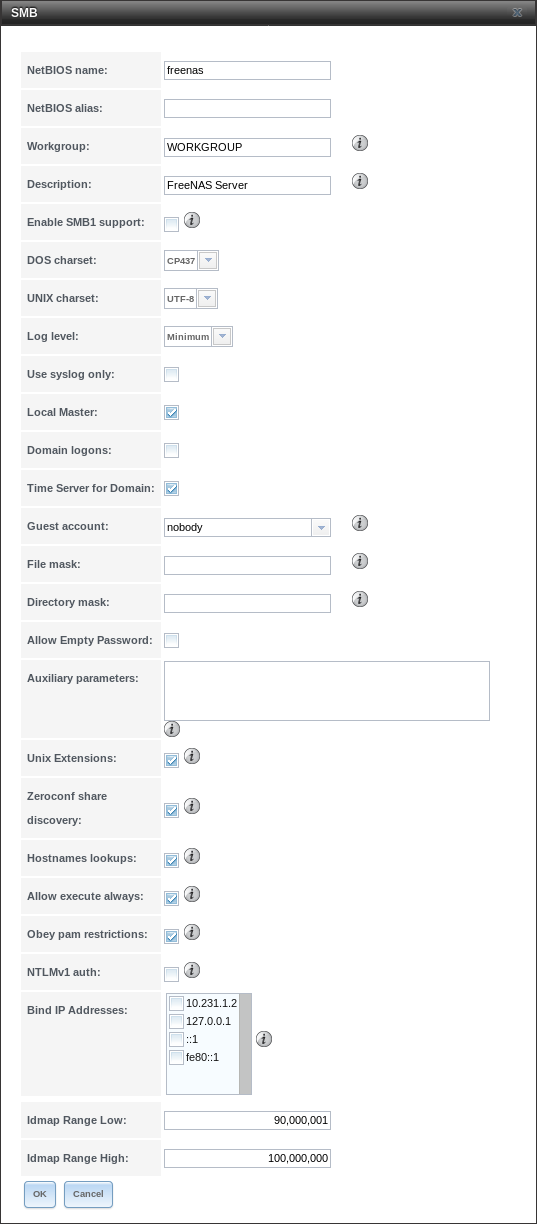 SMB
NetBIOS name: freenas
NetBIOS alias:
Workgroup: WORKGROUP
Description: FreeNAS Server
Enable SMB1 support:
DOS charset: CP437
UNIX charset: UTF-8
Log level: Minimum
Use syslog only:
Local Master:
Domain logons:
Time Server for Domain:
Guest account: nobody
File mask:
Directory mask:
Allow Empty Password:
Auxiliary parameters:
Unix Extensions:
Zeroconf share
discovery:
Hostnames lookups:
Allow execute always:
Obey pam restrictions:
NTLMv1 auth:
Bind IP Addresses: 10.231.1.2
127.0.0.1
::1
fe80::1
Idmap Range Low: 90,000,001
Idmap Range High: 100,000,000
OK Cancel